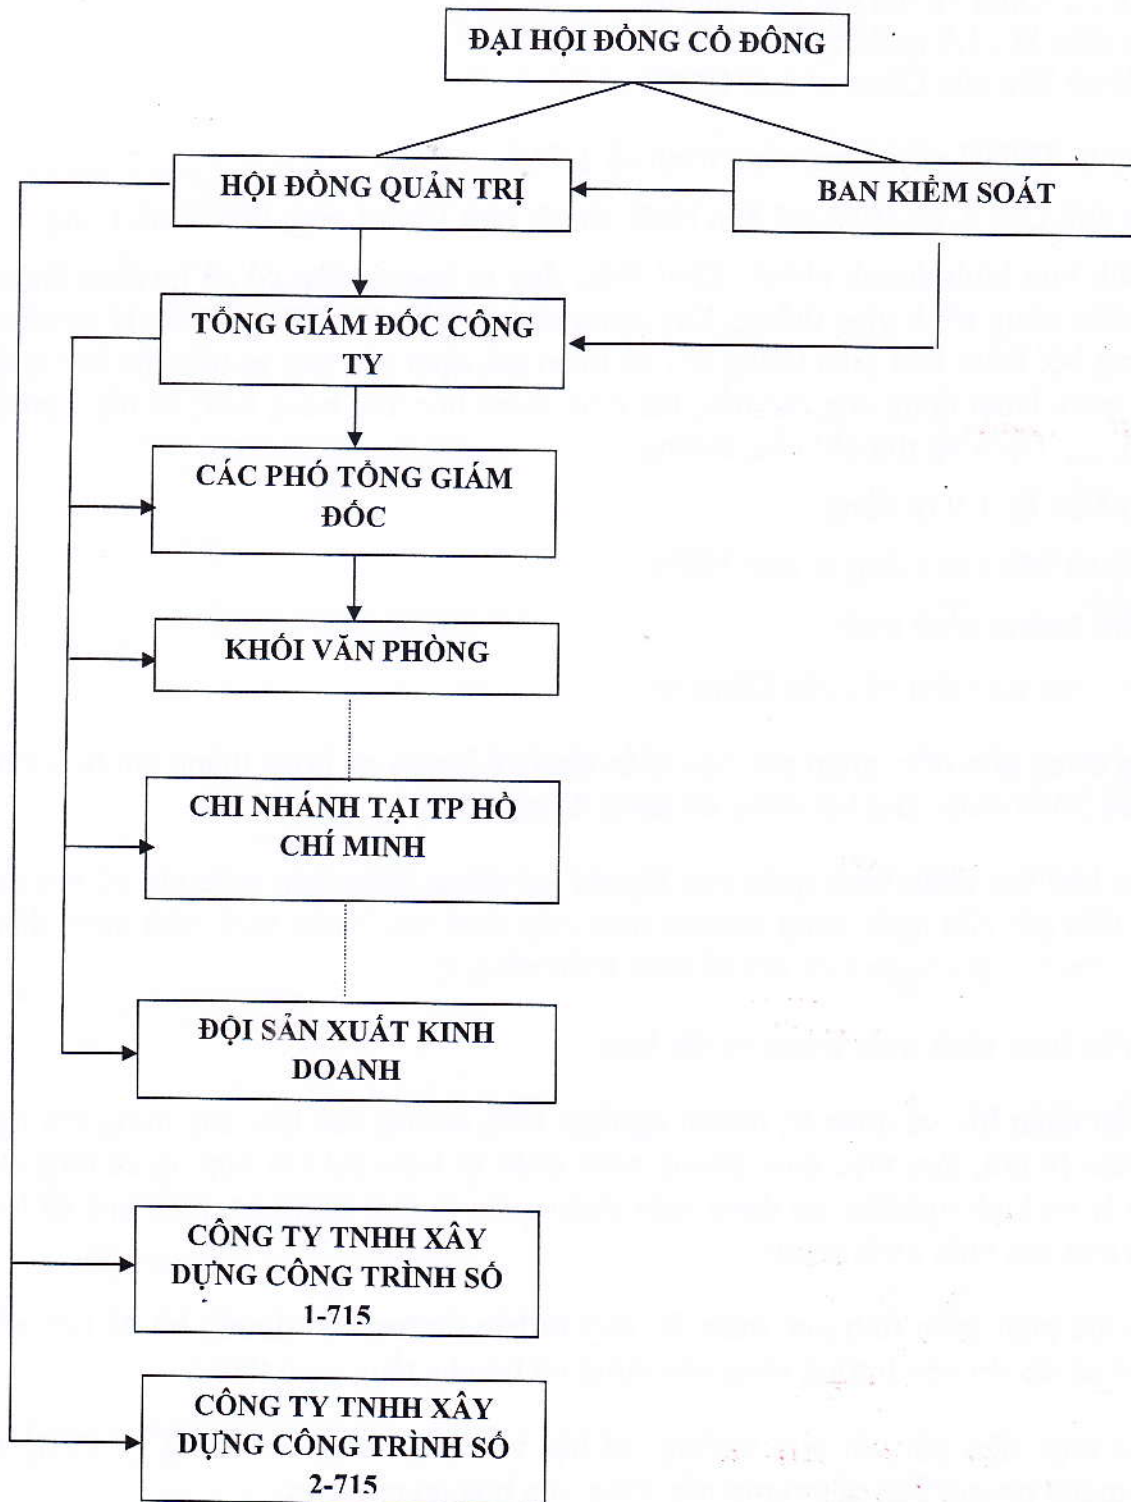 ĐẠI HỘI ĐỒNG CỔ ĐÔNG
HỘI ĐỒNG QUẢN TRỊ
BAN KIỂM SOÁT
TỔNG GIÁM ĐỐC CÔNG
TY
CÁC PHÓ TỔNG GIÁM
ĐỐC
KHỐI VĂN PHÒNG
CHI NHÁNH TẠI TP HỒ
CHÍ MINH
ĐỘI SẢN XUẤT KINH
DOANH
CÔNG TY TNHH XÂY
DỰNG CÔNG TRÌNH SỐ
1-715
CÔNG TY TNHH XÂY
DỰNG CÔNG TRÌNH SỐ
2-715